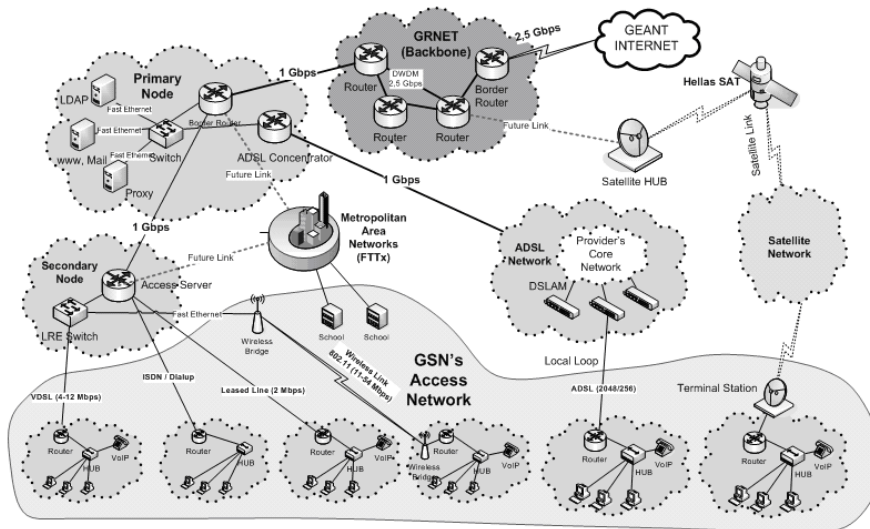 GRNET
(Backbone)
2,5 Gbps
GEANT
INTERNET
1 Gbps
Primary
Node
LDAP
Fast Ethernet
Fast Ethernet
www, Mail
Fast Ethernet
Switch
Border Router
Proxy
ADSL Concentrator
Router
DWDM
2,5 Gbps
Border
Router
Router
Router
Future Link
Hellas SAT
Satellite Link
Satellite HUB
Future Link
1 Gbps
1 Gbps
Metropolitan
Area
Networks
(FTTx)
ADSL
Network
Provider's
Core
Network
DSLAM
Satellite
Network
Secondary
Node
Future Link
Access Server
LRE Switch
Fast Ethernet
Wireless
Bridge
School
School
Wireless Link
802.11 (11-54 Mbps)
GSN's
Access
Network
Local Loop
Terminal Station
VDSL (4-12 Mbps)
ISDN / Dialup
Leased Line (2 Mbps)
ADSL (2048/256)
Router
HUB
VoIP
Router
HUB
Router
HUB
VoIP
Wireless
Bridge
Router
HUB
VoIP
Router
HUB
VoIP
Router
HUB
VoIP